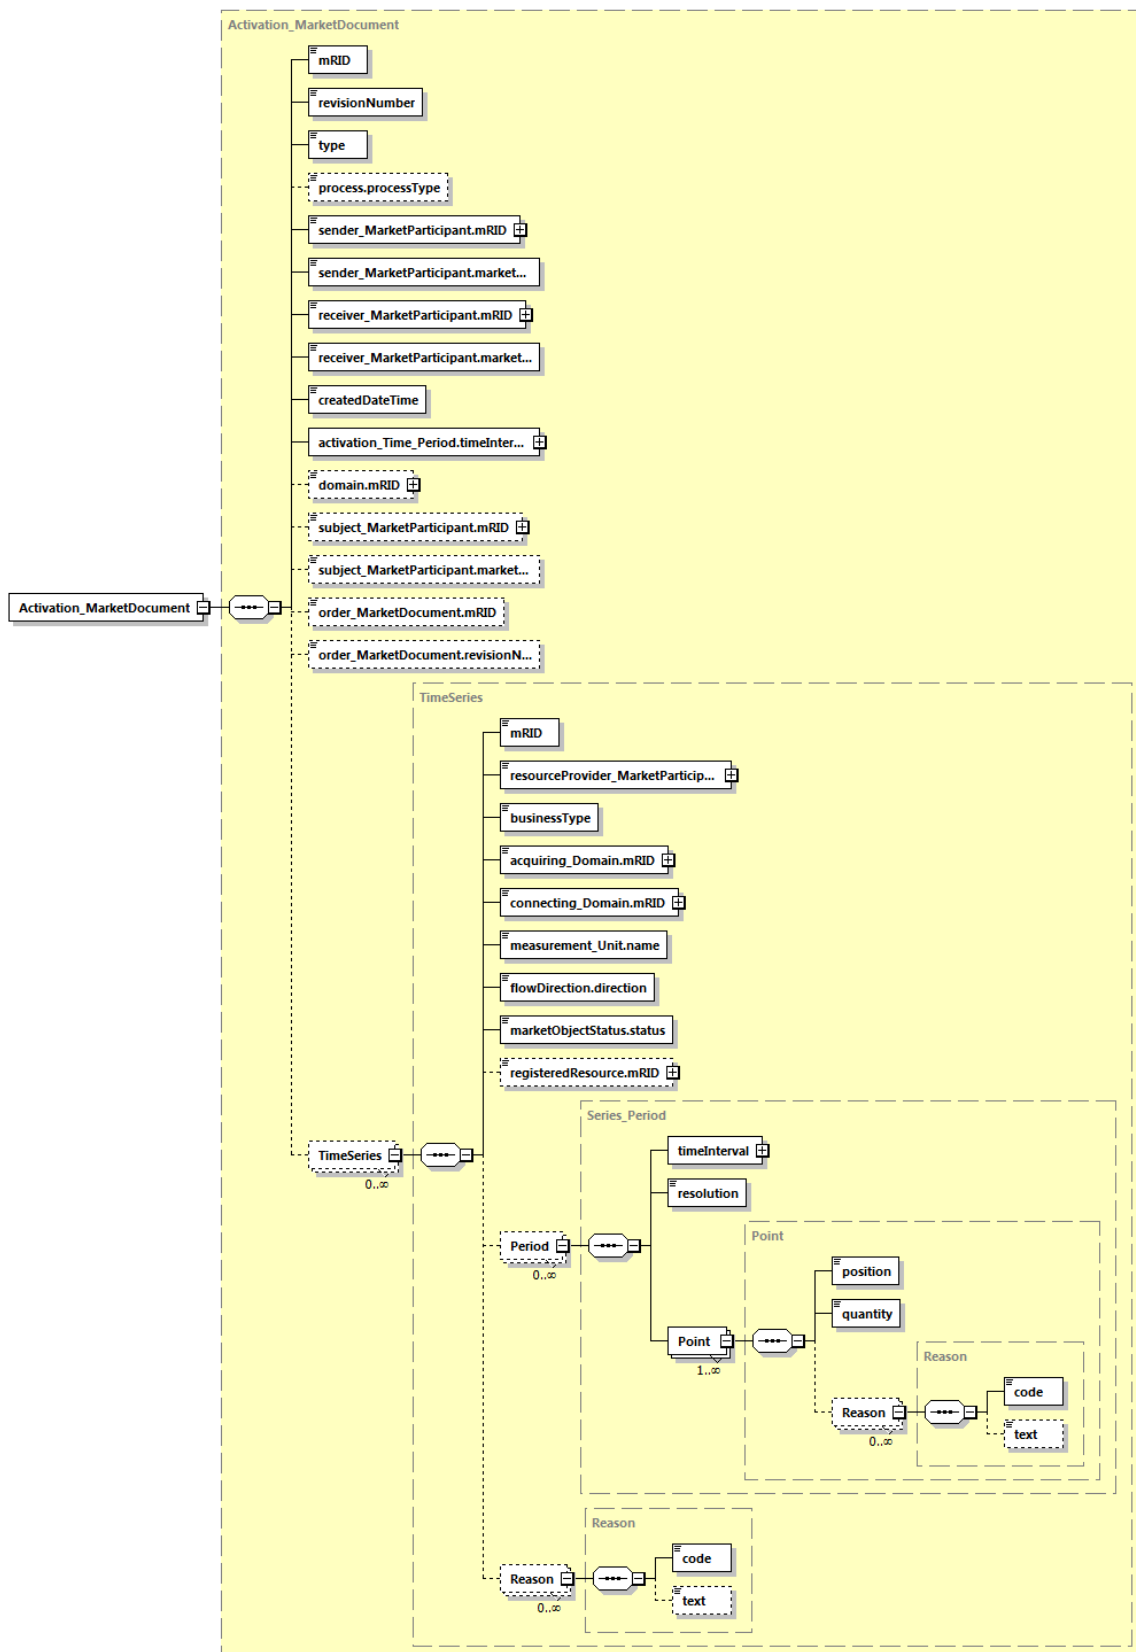 Activation_MarketDocument
mRID
revisionNumber
type
process.processType
sender_MarketParticipant.mRID
sender_MarketParticipant.market...
receiver_MarketParticipant.mRID
receiver_MarketParticipant.market...
createdDateTime
activation_Time_Period.timeInter...
domain.mRID
subject_MarketParticipant.mRID
subject_MarketParticipant.market...
Activation_MarketDocument
order_MarketDocument.mRID
order_MarketDocument.revisionN...
TimeSeries
mRID
resourceProvider_MarketParticip...
businessType
acquiring_Domain.mRID
connecting_Domain.mRID
measurement_Unit.name
flowDirection.direction
marketObjectStatus.status
registeredResource.mRID
Series_Period
TimeSeries
0..∞
timeInterval
resolution
Period
0..∞
Point
position
quantity
Point
1..∞
Reason
code
Reason
0..∞
text
Reason
code
Reason
0..∞
text